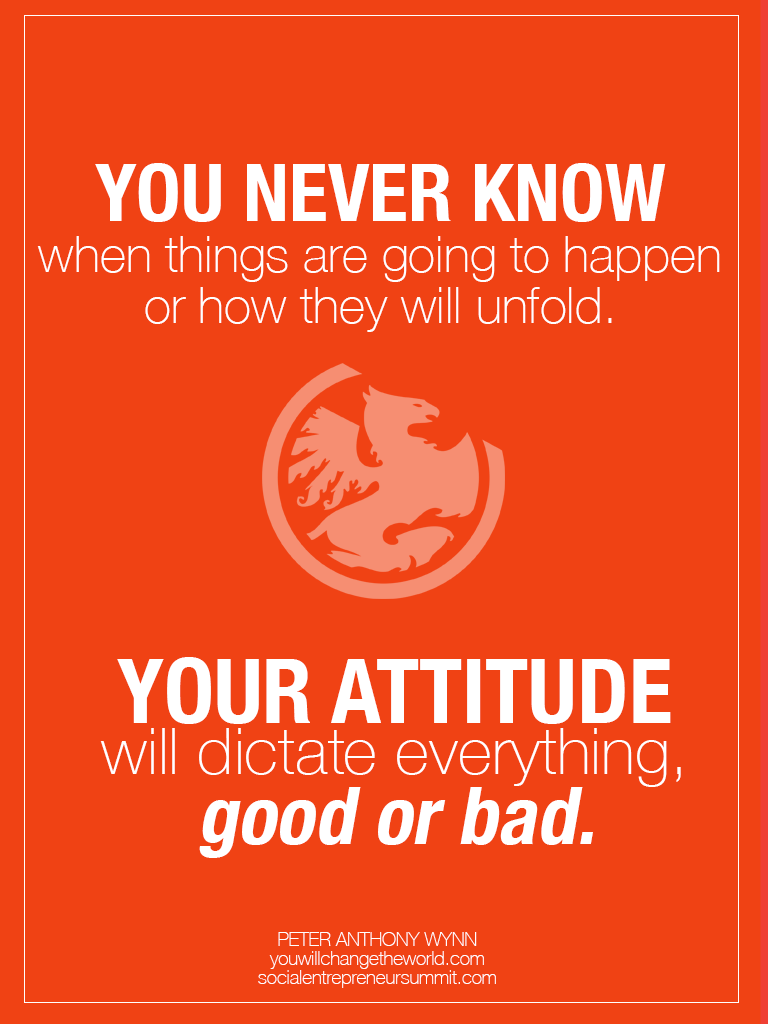 YOU NEVER KNOW
when things are going to happen
or how they will unfold.
YOUR ATTITUDE
will dictate everything,
good or bad.
PETER ANTHONY WYNN
youwillchangetheworld.com
socialentrepreneursummit.com